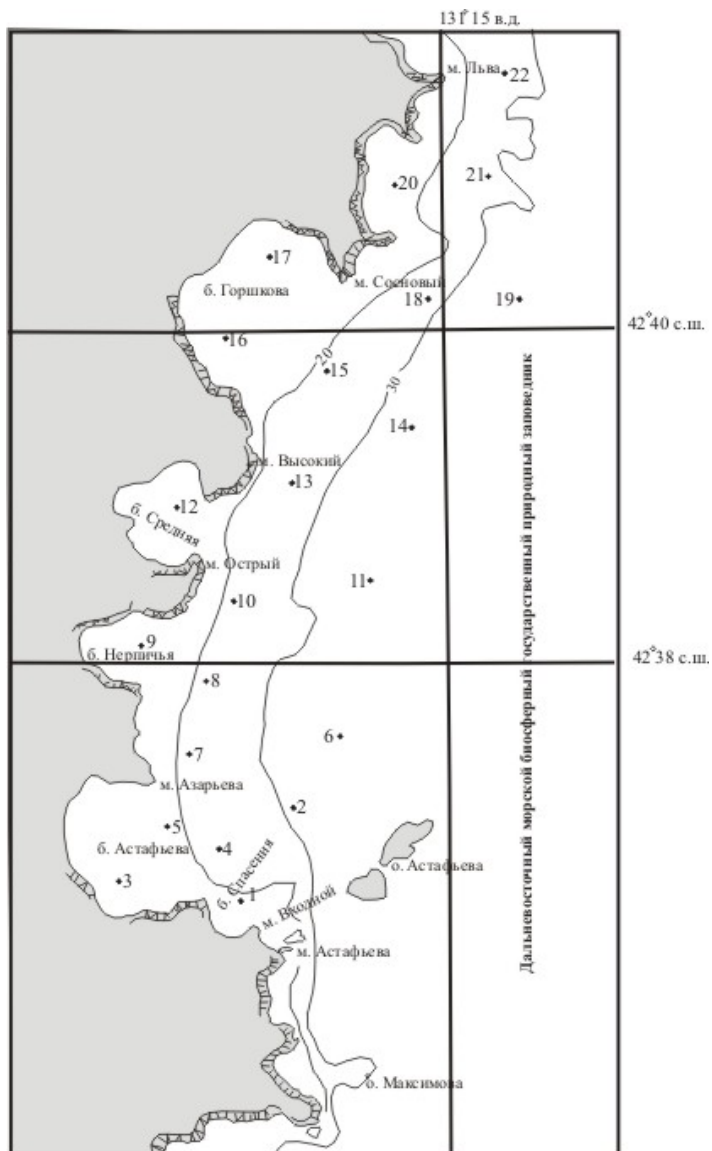 131° 15 в.д.
м. Льва
22
20
21
17
м. Сосновый
б. Горшкова
18
19
42°40 с.ш.
16
20
15
30
14
м. Высокий
13
12
б. Средняя
м. Острый
11
10
9
б. Нерпичья
42°38 с.ш.
8
6
7
м. Азарьева
2
5
4
б. Астафьева
о. Астафьева
3
б. Спасения
1
м. Входной
м. Астафьева
о. Максимова
Дальневосточный морской биосферный государственный природный заповедник